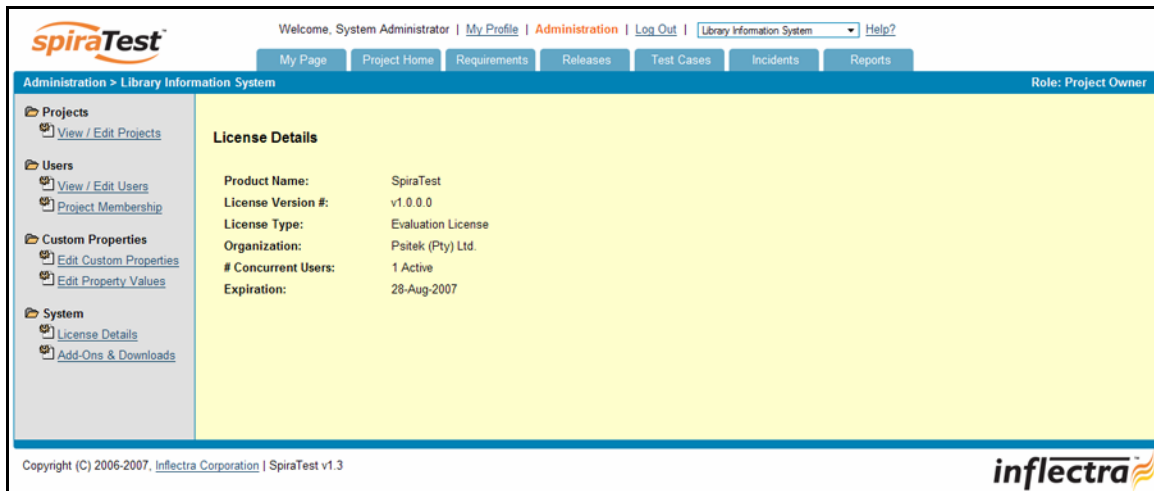 spiraTest™
Welcome, System Administrator | My Profile | Administration | Log Out | Library Information System Help?
My Page Project Home Requirements Releases Test Cases Incidents Reports
Administration > Library Information System Role: Project Owner
Projects
View / Edit Projects
Users
View / Edit Users
Project Membership
Custom Properties
Edit Custom Properties
Edit Property Values
System
License Details
Add-Ons & Downloads
License Details
Product Name: SpiraTest
License Version #: v1.0.0.0
License Type: Evaluation License
Organization: Psitek (Pty) Ltd.
# Concurrent Users: 1 Active
Expiration: 28-Aug-2007
Copyright (C) 2006-2007, Inflectra Corporation | SpiraTest v1.3
inflectra™